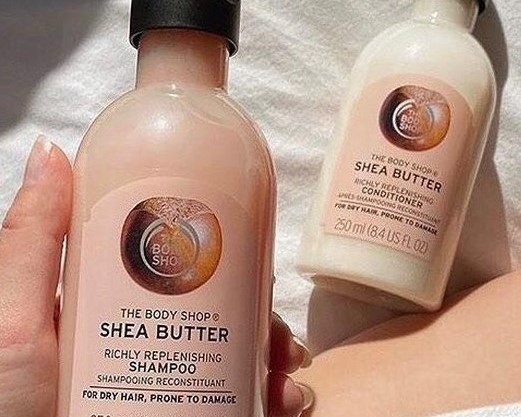 THE
BODY
SHOP
THE BODY SHOP®
SHEA BUTTER
RICHLY REPLENISHING
SHAMPOO
SHAMPOOING RECONSTITUANT
FOR DRY HAIR, PRONE TO DAMAGE
THE
BODY
SHOP
THE BODY SHOP®
SHEA BUTTER
RICHLY REPLENISHING
CONDITIONER
APRÈS-SHAMPOOING RECONSTITUANT
FOR DRY HAIR, PRONE TO DAMAGE
250 ml (8.4 US FL OZ)